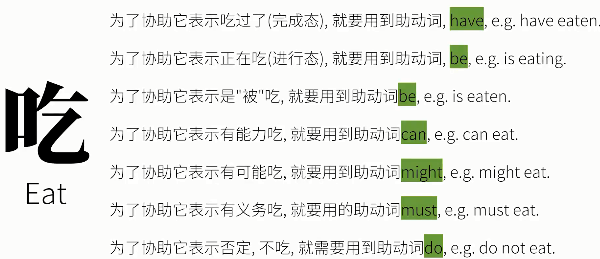 吃
Eat
为了协助它表示吃过了(完成态), 就要用到助动词, have, e.g. have eaten.
为了协助它表示正在吃(进行态), 就要用到助动词, be, e.g. is eating.
为了协助它表示是"被"吃, 就要用到助动词be, e.g. is eaten.
为了协助它表示有能力吃, 就要用到助动词can, e.g. can eat.
为了协助它表示有可能吃, 就要用到助动词might, e.g. might eat.
为了协助它表示有义务吃, 就要用的助动词must, e.g. must eat.
为了协助它表示否定, 不吃, 就需要用到助动词do, e.g. do not eat.